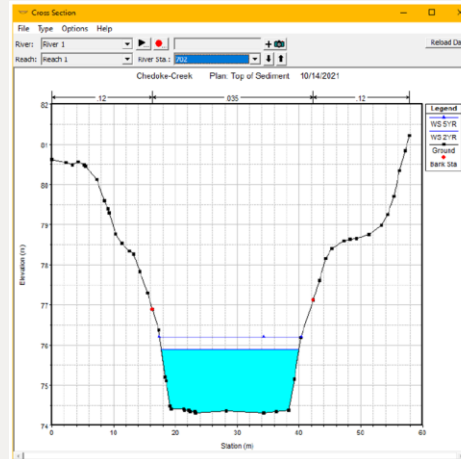 Cross Section
File Type Options Help
River: River 1 Reload Da
Reach: Reach 1 River Sta.: 702
Chedoke-Creek Plan: Top of Sediment 10/14/2021
.12 .035 .12
Legend
WS 5YR
WS 2YR
Ground
Bank Sta
82
81
80
79
78
77
76
75
74
Elevation (m)
0 10 20 30 40 50 60
Station (m)